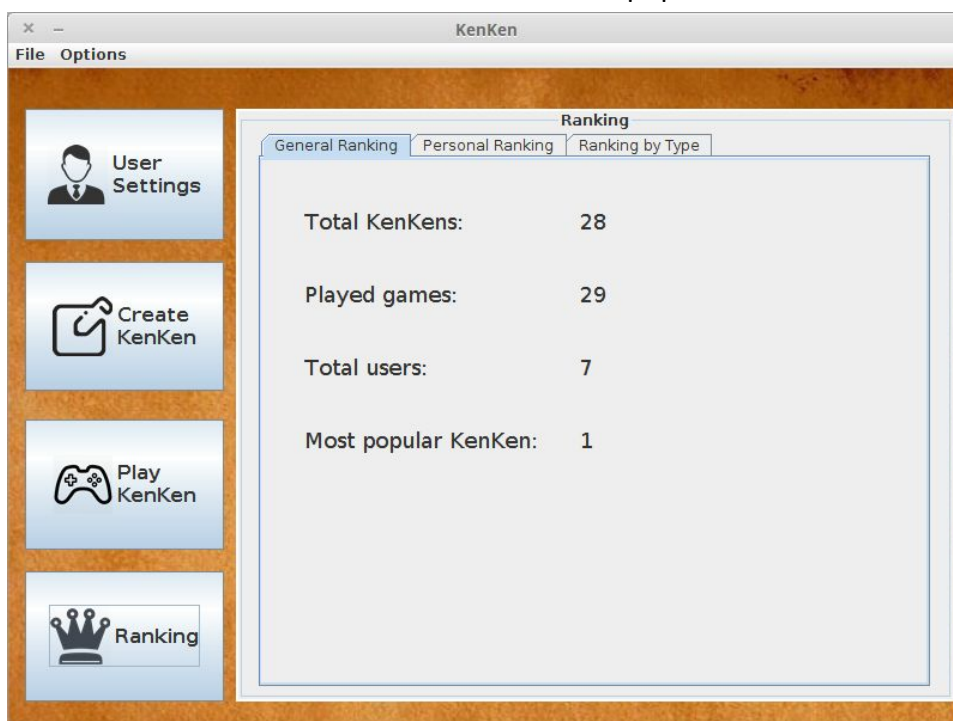 KenKen
File Options
User
Settings
Create
KenKen
Play
KenKen
Ranking
Ranking
General Ranking Personal Ranking Ranking by Type
Total KenKens: 28
Played games: 29
Total users: 7
Most popular KenKen: 1